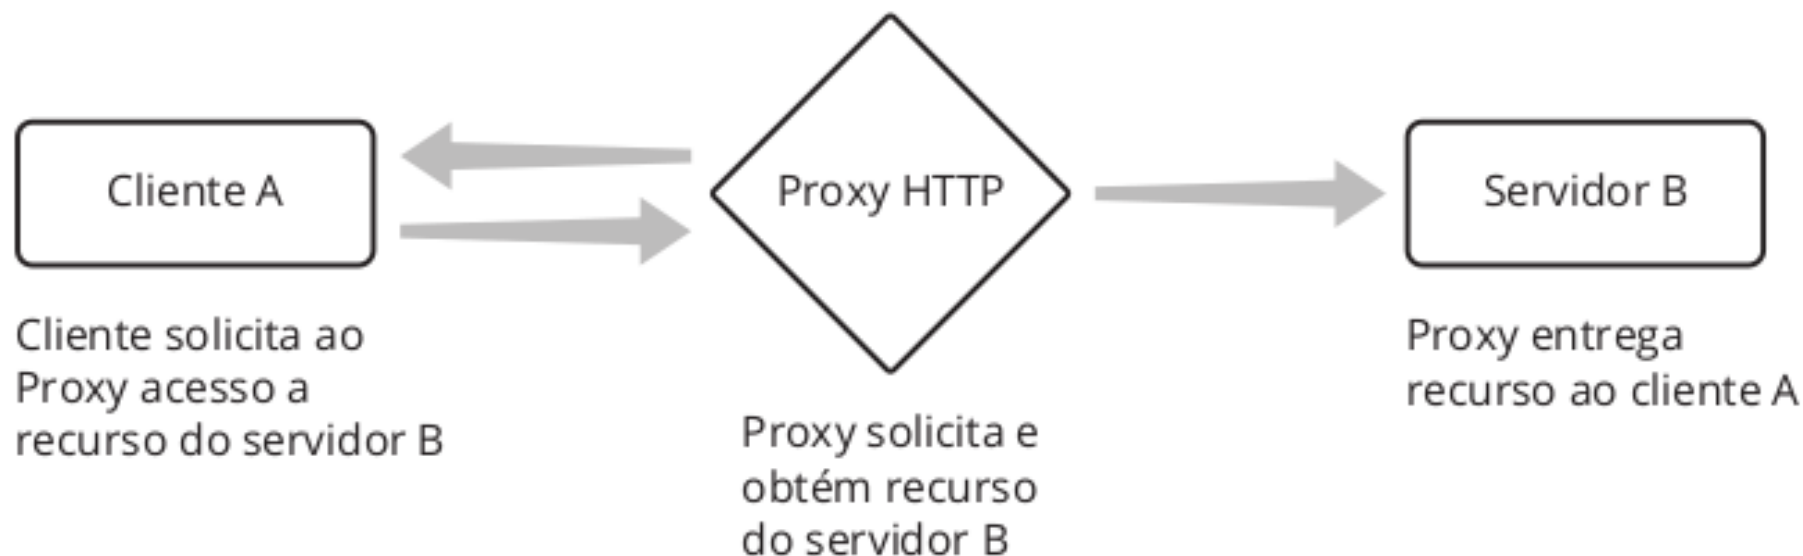 Cliente A
Proxy HTTP
Servidor B
Cliente solicita ao
Proxy acesso a
recurso do servidor B
Proxy solicita e
obtém recurso
do servidor B
Proxy entrega
recurso ao cliente A